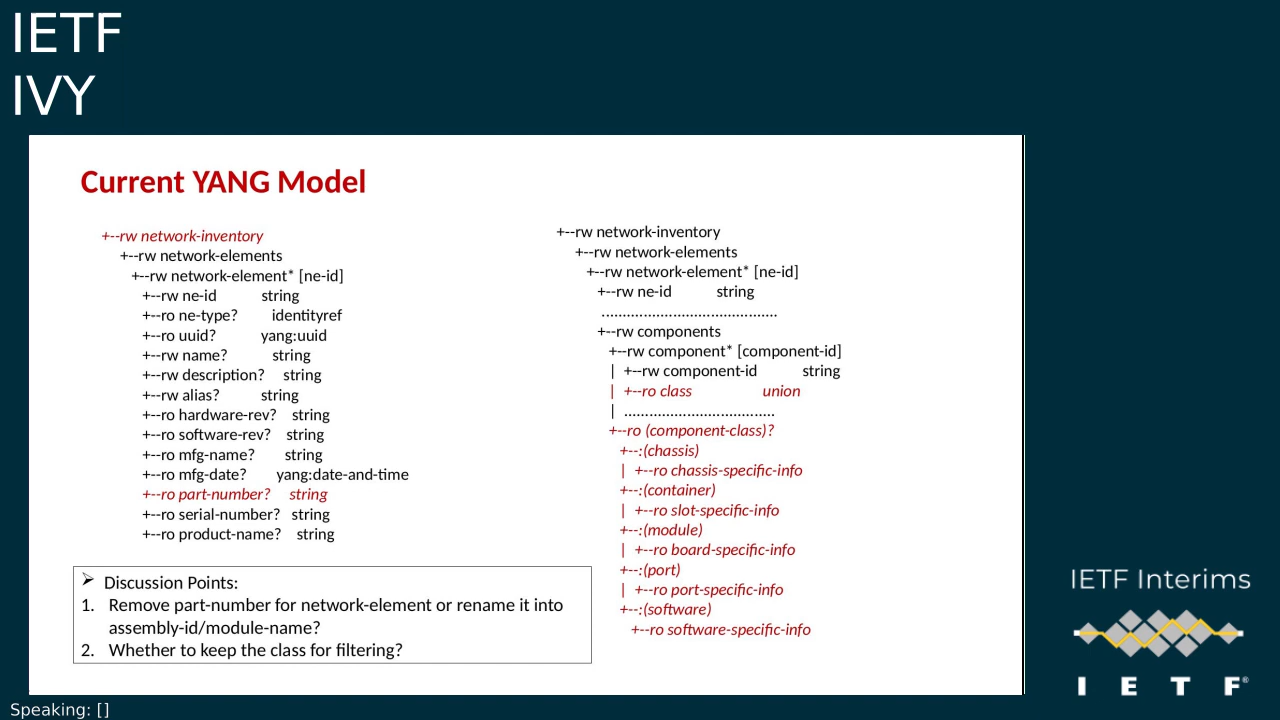 IETF
IVY
Current YANG Model
+--rw network-inventory
+--rw network-elements
+--rw network-element* [ne-id]
+--rw ne-id string
+--ro ne-type? identityref
+--ro uuid? yang:uuid
+--rw name? string
+--rw description? string
+--rw alias? string
+--ro hardware-rev? string
+--ro software-rev? string
+--ro mfg-name? string
+--ro mfg-date? yang:date-and-time
+--ro part-number? string
+--ro serial-number? string
+--ro product-name? string
➢ Discussion Points:
1. Remove part-number for network-element or rename it into
assembly-id/module-name?
2. Whether to keep the class for filtering?
+--rw network-inventory
+--rw network-elements
+--rw network-element* [ne-id]
+--rw ne-id string
..........................................
+--rw components
+--rw component* [component-id]
| +--rw component-id string
| +--ro class union
| ....................................
+--ro (component-class)?
+--:(chassis)
| +--ro chassis-specific-info
+--:(container)
| +--ro slot-specific-info
+--:(module)
| +--ro board-specific-info
+--:(port)
| +--ro port-specific-info
+--:(software)
+--ro software-specific-info
IETF Interims
I E T F®
Speaking: []